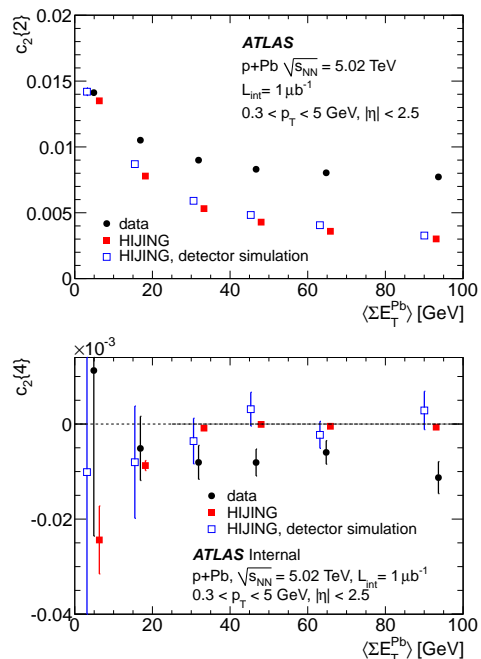 c₂{2}
ATLAS
p+Pb √sNN = 5.02 TeV
Lint= 1 μb⁻¹
0.3 < pT < 5 GeV, |η| < 2.5
0.015
0.01
0.005
0
data
HIJING
HIJING, detector simulation
0 20 40 60 80 100
⟨ΣE_T^Pb⟩ [GeV]
c₂{4}
×10⁻³
0
-0.02
-0.04
data
HIJING
HIJING, detector simulation
ATLAS Internal
p+Pb, √sNN = 5.02 TeV, Lint = 1 μb⁻¹
0.3 < pT < 5 GeV, |η| < 2.5
0 20 40 60 80 100
⟨ΣE_T^Pb⟩ [GeV]